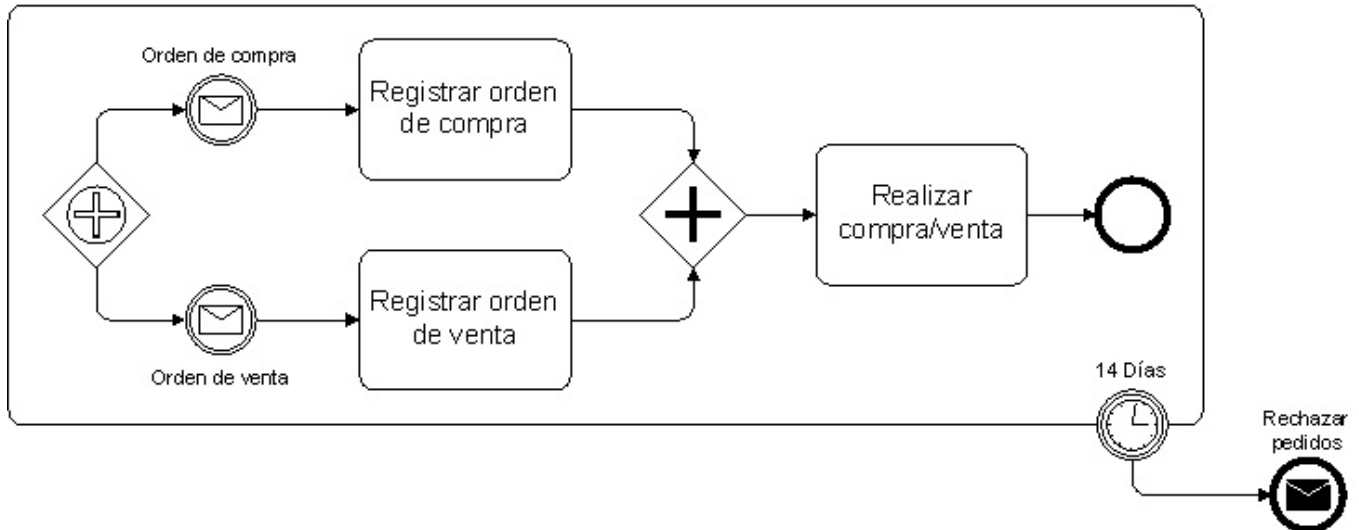 Orden de compra
Registrar orden
de compra
Realizar
compra/venta
Registrar orden
de venta
Orden de venta
14 Días
Rechazar
pedidos